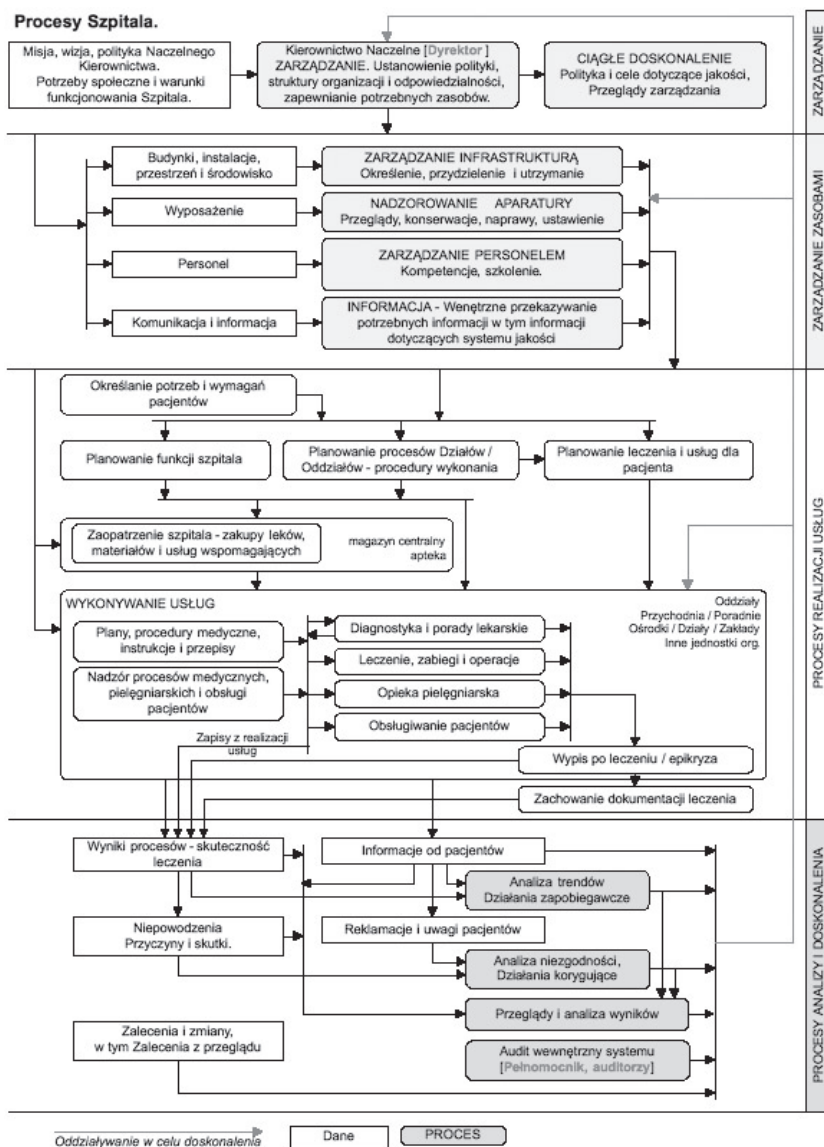 Procesy Szpitala.
Misja, wizja, polityka Naczelnego
Kierownictwa.
Potrzeby społeczne i warunki
funkcjonowania Szpitala.
Kierownictwo Naczelne [Dyrektor ]
ZARZĄDZANIE. Ustanowienie polityki,
struktury organizacji i odpowiedzialności,
zapewnianie potrzebnych zasobów.
CIĄGŁE DOSKONALENIE
Polityka i cele dotyczące jakości,
Przeglądy zarządzania
ZARZĄDZANIE
Budynki, instalacje,
przestrzeń i środowisko
ZARZĄDZANIE INFRASTRUKTURĄ
Określenie, przydzielenie i utrzymanie
Wyposażenie
NADZOROWANIE APARATURY
Przeglądy, konserwacje, naprawy, ustawienie
Personel
ZARZĄDZANIE PERSONELEM
Kompetencje, szkolenie.
Komunikacja i informacja
INFORMACJA - Wenętrzne przekazywanie
potrzebnych informacji w tym informacji
dotyczących systemu jakości
ZARZĄDZANIE ZASOBAMI
Określanie potrzeb i wymagań
pacjentów
Planowanie funkcji szpitala
Planowanie procesów Działów /
Oddziałów - procedury wykonania
Planowanie leczenia i usług dla
pacjenta
Zaopatrzenie szpitala - zakupy leków,
materiałów i usług wspomagających
magazyn centralny
apteka
WYKONYWANIE USŁUG
Oddziały
Przychodnia / Poradnie
Ośrodki / Działy / Zakłady
Inne jednostki org.
Plany, procedury medyczne,
instrukcje i przepisy
Nadzór procesów medycznych,
pielęgniarskich i obsługi
pacjentów
Diagnostyka i porady lekarskie
Leczenie, zabiegi i operacje
Opieka pielęgniarska
Obsługiwanie pacjentów
Zapisy z realizacji
usług
Wypis po leczeniu / epikryza
Zachowanie dokumentacji leczenia
PROCESY REALIZACJI USŁUG
Wyniki procesów - skuteczność
leczenia
Informacje od pacjentów
Analiza trendów
Działania zapobiegawcze
Niepowodzenia
Przyczyny i skutki.
Reklamacje i uwagi pacjentów
Analiza niezgodności,
Działania korygujące
Przeglądy i analiza wyników
Zalecenia i zmiany,
w tym Zalecenia z przeglądu
Audit wewnętrzny systemu
[Pełnomocnik, auditorzy]
PROCESY ANALIZY I DOSKONALENIA
Oddziaływanie w celu doskonalenia
Dane
PROCES